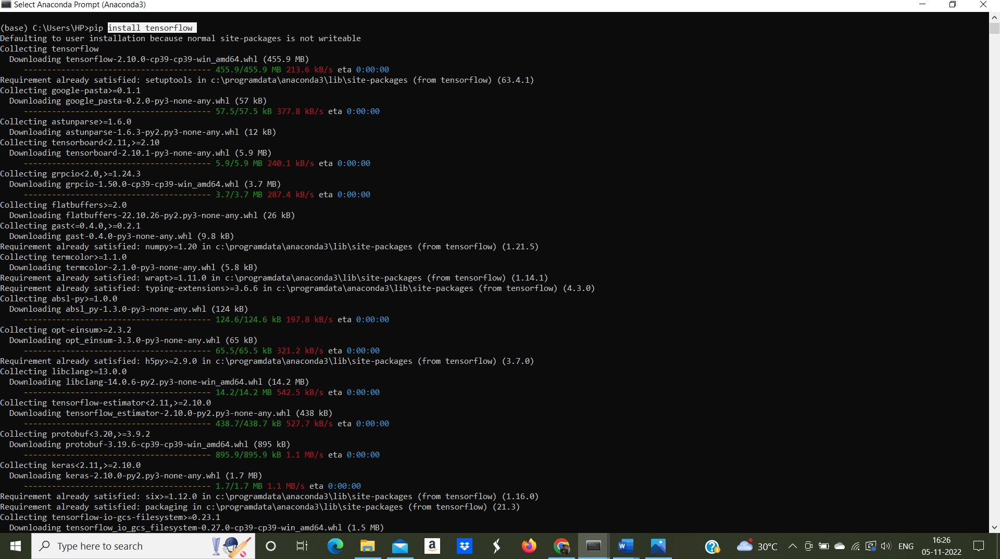 Select Anaconda Prompt (Anaconda3)
(base) C:\Users\HP>pip install tensorflow
Defaulting to user installation because normal site-packages is not writeable
Collecting tensorflow
Downloading tensorflow-2.10.0-cp39-cp39-win_amd64.whl (455.9 MB)
---------------------------------------- 455.9/455.9 MB 213.6 kB/s eta 0:00:00
Requirement already satisfied: setuptools in c:\programdata\anaconda3\lib\site-packages (from tensorflow) (63.4.1)
Collecting google-pasta>=0.1.1
Downloading google_pasta-0.2.0-py3-none-any.whl (57 kB)
---------------------------------------- 57.5/57.5 kB 377.8 kB/s eta 0:00:00
Collecting astunparse>=1.6.0
Downloading astunparse-1.6.3-py2.py3-none-any.whl (12 kB)
Collecting tensorboard<2.11,>=2.10
Downloading tensorboard-2.10.1-py3-none-any.whl (5.9 MB)
---------------------------------------- 5.9/5.9 MB 240.1 kB/s eta 0:00:00
Collecting grpcio<2.0,>=1.24.3
Downloading grpcio-1.50.0-cp39-cp39-win_amd64.whl (3.7 MB)
---------------------------------------- 3.7/3.7 MB 287.4 kB/s eta 0:00:00
Collecting flatbuffers>=2.0
Downloading flatbuffers-22.10.26-py2.py3-none-any.whl (26 kB)
Collecting gast<=0.4.0,>=0.2.1
Downloading gast-0.4.0-py3-none-any.whl (9.8 kB)
Requirement already satisfied: numpy>=1.20 in c:\programdata\anaconda3\lib\site-packages (from tensorflow) (1.21.5)
Collecting termcolor>=1.1.0
Downloading termcolor-2.1.0-py3-none-any.whl (5.8 kB)
Requirement already satisfied: wrapt>=1.11.0 in c:\programdata\anaconda3\lib\site-packages (from tensorflow) (1.14.1)
Requirement already satisfied: typing-extensions>=3.6.6 in c:\programdata\anaconda3\lib\site-packages (from tensorflow) (4.3.0)
Collecting absl-py>=1.0.0
Downloading absl_py-1.3.0-py3-none-any.whl (124 kB)
---------------------------------------- 124.6/124.6 kB 197.8 kB/s eta 0:00:00
Collecting opt-einsum>=2.3.2
Downloading opt_einsum-3.3.0-py3-none-any.whl (65 kB)
---------------------------------------- 65.5/65.5 kB 321.2 kB/s eta 0:00:00
Requirement already satisfied: h5py>=2.9.0 in c:\programdata\anaconda3\lib\site-packages (from tensorflow) (3.7.0)
Collecting libclang>=13.0.0
Downloading libclang-14.0.6-py2.py3-none-win_amd64.whl (14.2 MB)
---------------------------------------- 14.2/14.2 MB 542.5 kB/s eta 0:00:00
Collecting tensorflow-estimator<2.11,>=2.10.0
Downloading tensorflow_estimator-2.10.0-py2.py3-none-any.whl (438 kB)
---------------------------------------- 438.7/438.7 kB 527.7 kB/s eta 0:00:00
Collecting protobuf<3.20,>=3.9.2
Downloading protobuf-3.19.6-cp39-cp39-win_amd64.whl (895 kB)
---------------------------------------- 895.9/895.9 kB 1.1 MB/s eta 0:00:00
Collecting keras<2.11,>=2.10.0
Downloading keras-2.10.0-py2.py3-none-any.whl (1.7 MB)
---------------------------------------- 1.7/1.7 MB 1.1 MB/s eta 0:00:00
Requirement already satisfied: six>=1.12.0 in c:\programdata\anaconda3\lib\site-packages (from tensorflow) (1.16.0)
Requirement already satisfied: packaging in c:\programdata\anaconda3\lib\site-packages (from tensorflow) (21.3)
Collecting tensorflow-io-gcs-filesystem>=0.23.1
Downloading tensorflow_io_gcs_filesystem-0.27.0-cp39-cp39-win_amd64.whl (1.5 MB)
Type here to search
30°C
ENG
16:26
05-11-2022